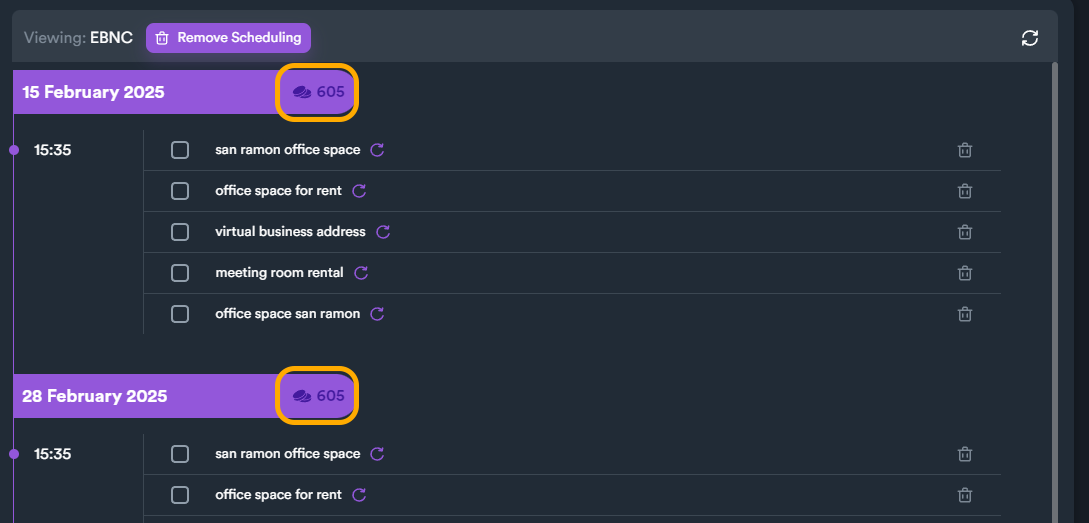 Viewing: EBNC Remove Scheduling
15 February 2025 605
15:35 san ramon office space
office space for rent
virtual business address
meeting room rental
office space san ramon
28 February 2025 605
15:35 san ramon office space
office space for rent